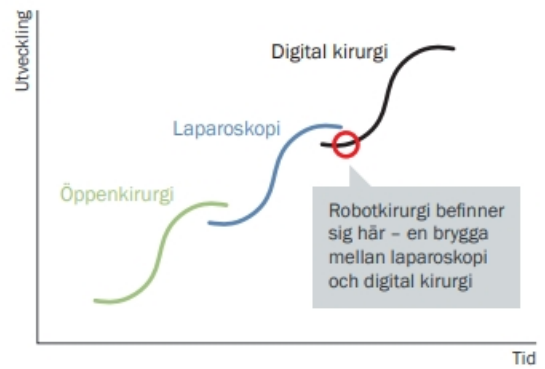 Utveckling
Digital kirurgi
Laparoskopi
Öppenkirurgi
Robotkirurgi befinner
sig här – en brygga
mellan laparoskopi
och digital kirurgi
Tid